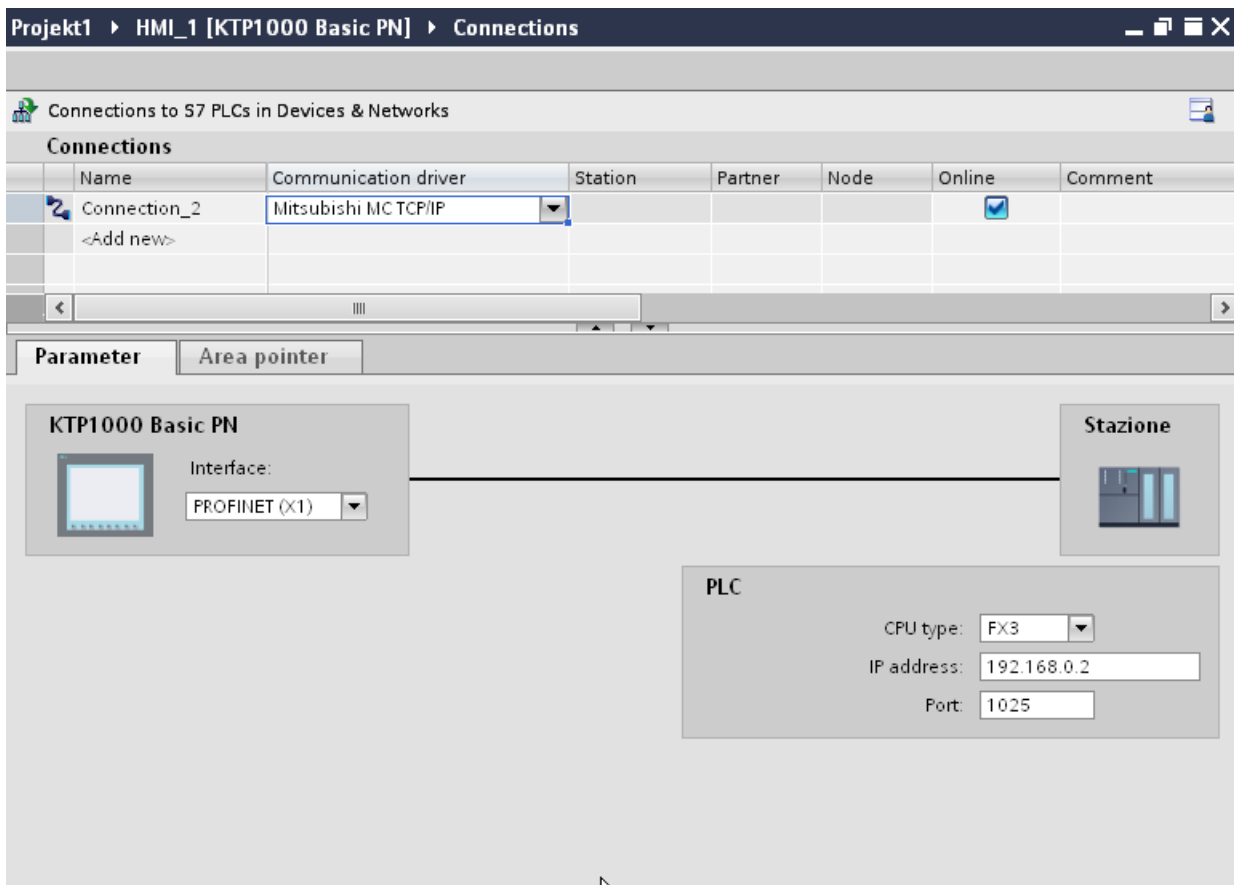 Projekt1 ▸ HMI_1 [KTP1000 Basic PN] ▸ Connections
Connections to S7 PLCs in Devices & Networks
Connections
Name Communication driver Station Partner Node Online Comment
Connection_2 Mitsubishi MC TCP/IP
<Add new>
Parameter Area pointer
KTP1000 Basic PN
Interface:
PROFINET (X1)
Stazione
PLC
CPU type: FX3
IP address: 192.168.0.2
Port: 1025